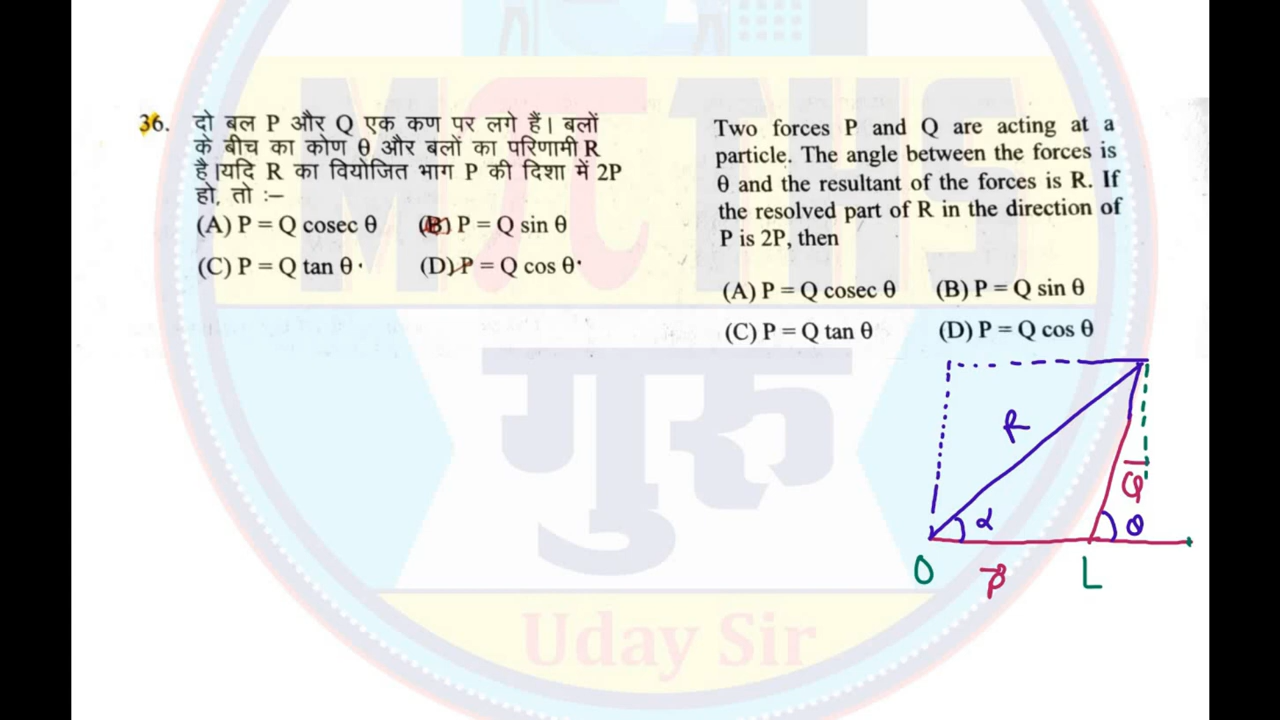 36. दो बल P और Q एक कण पर लगे हैं। बलों
के बीच का कोण θ और बलों का परिणामी R
है।यदि R का वियोजित भाग P की दिशा में 2P
हो, तो :–
(A) P = Q cosec θ (B) P = Q sin θ
(C) P = Q tan θ (D) P = Q cos θ
Two forces P and Q are acting at a
particle. The angle between the forces is
θ and the resultant of the forces is R. If
the resolved part of R in the direction of
P is 2P, then
(A) P = Q cosec θ (B) P = Q sin θ
(C) P = Q tan θ (D) P = Q cos θ
R
Q
α
θ
O
P
L
MATHS
गुरु
Uday Sir